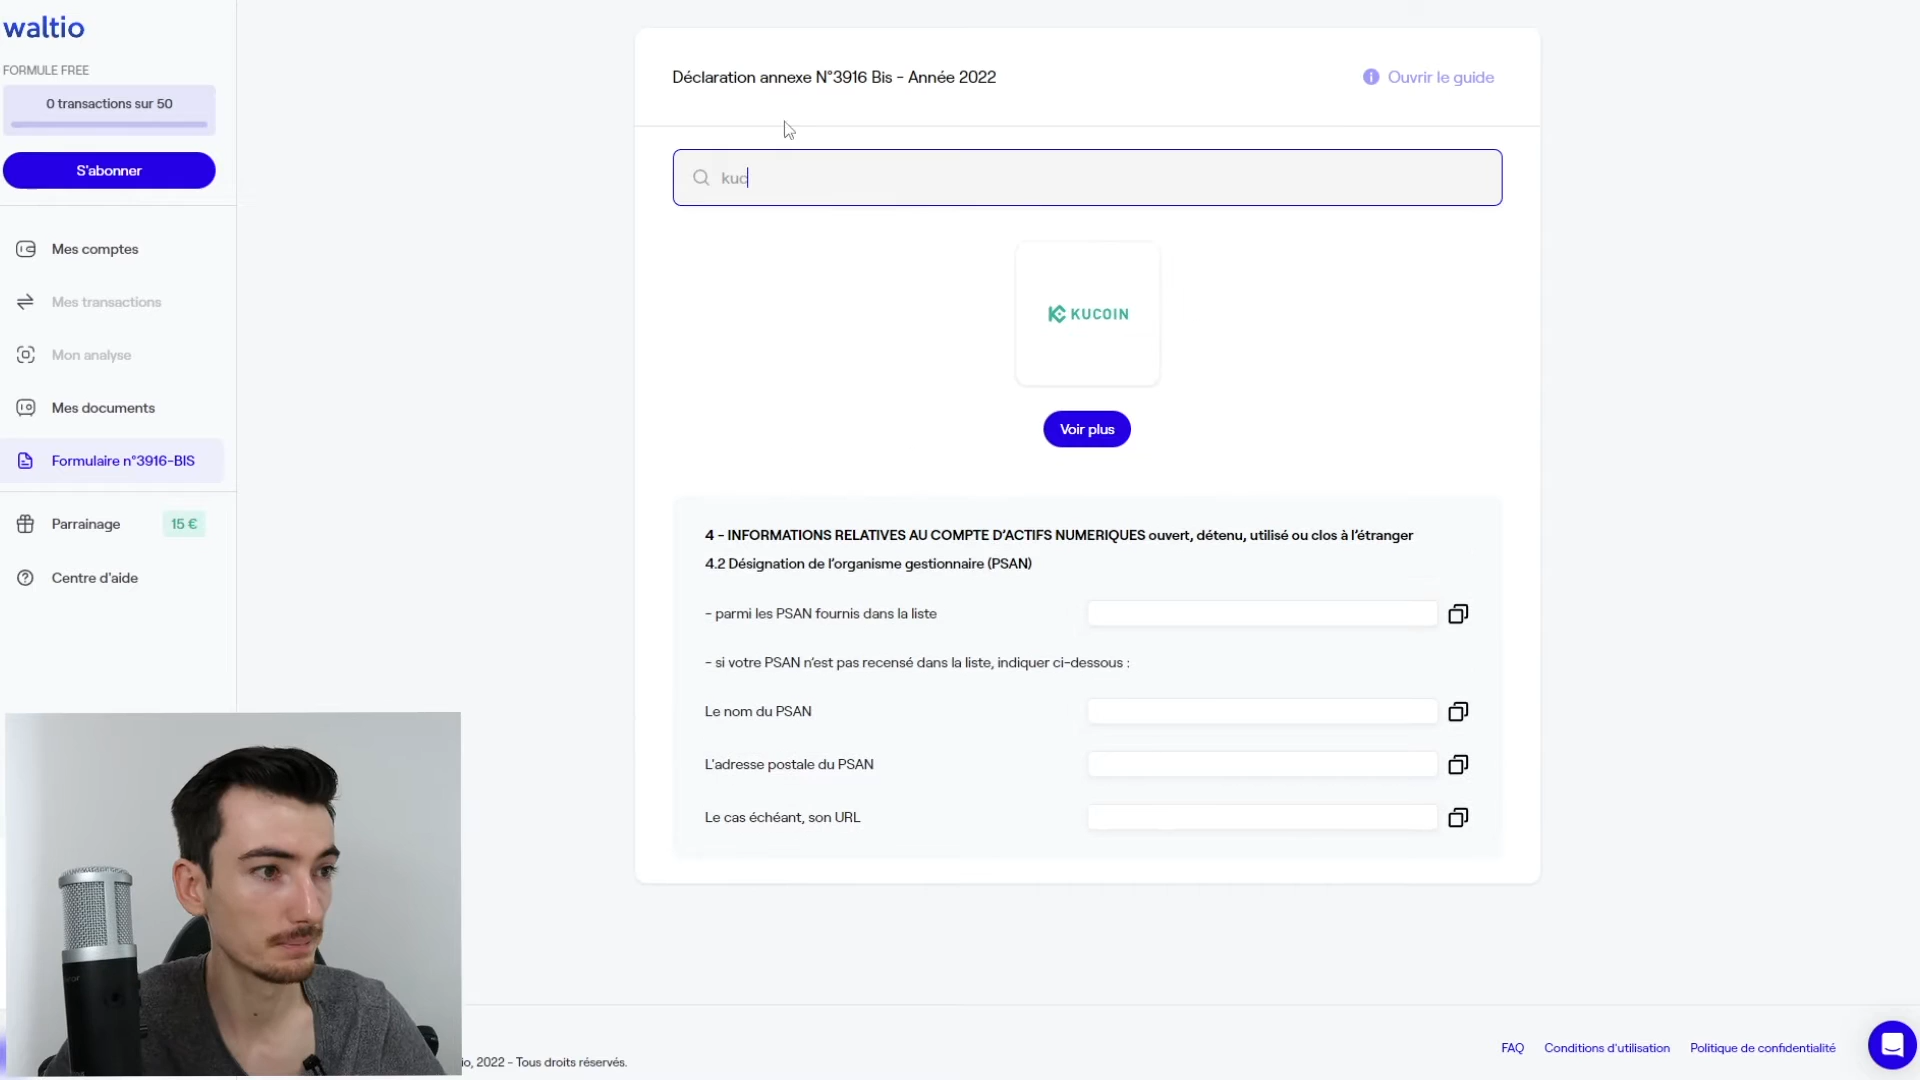 waltio
FORMULE FREE
0 transactions sur 50
S'abonner
Mes comptes
Mes transactions
Mon analyse
Mes documents
Formulaire n°3916-BIS
Parrainage 15 €
Centre d'aide
Déclaration annexe N°3916 Bis - Année 2022
Ouvrir le guide
kuc
KUCOIN
Voir plus
4 - INFORMATIONS RELATIVES AU COMPTE D'ACTIFS NUMERIQUES ouvert, détenu, utilisé ou clos à l'étranger
4.2 Désignation de l'organisme gestionnaire (PSAN)
- parmi les PSAN fournis dans la liste
- si votre PSAN n'est pas recensé dans la liste, indiquer ci-dessous :
Le nom du PSAN
L'adresse postale du PSAN
Le cas échéant, son URL
io, 2022 - Tous droits réservés.
FAQ Conditions d'utilisation Politique de confidentialité